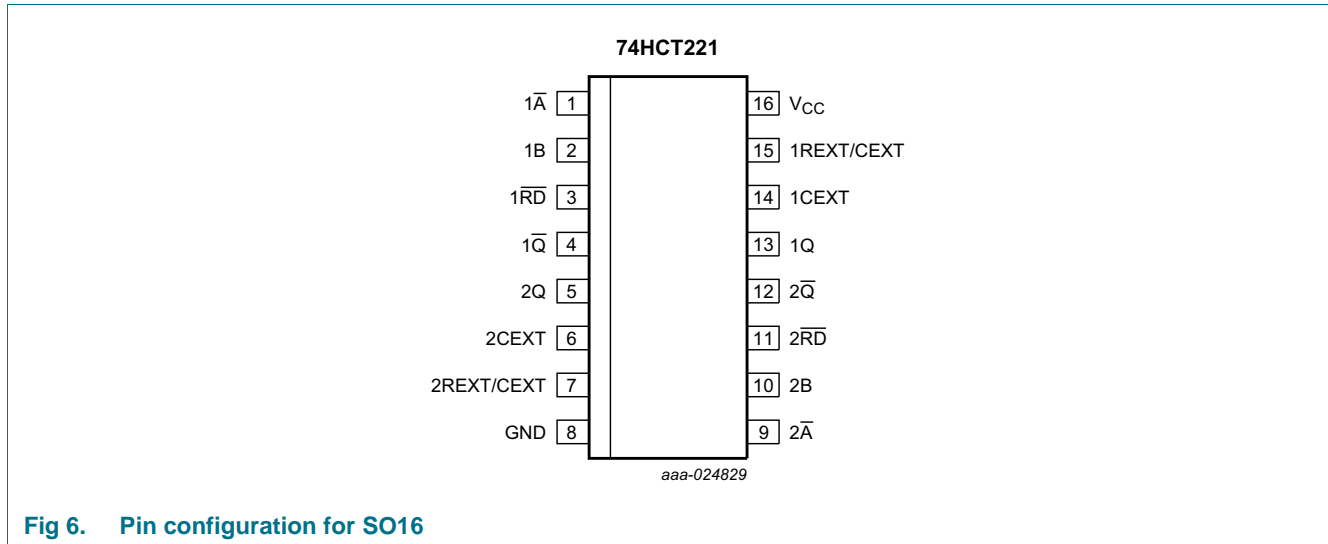 74HCT221
1A̅ 1 16 VCC
1B 2 15 1REXT/CEXT
1R̅D̅ 3 14 1CEXT
1Q̅ 4 13 1Q
2Q 5 12 2Q̅
2CEXT 6 11 2R̅D̅
2REXT/CEXT 7 10 2B
GND 8 9 2A̅
aaa-024829
Fig 6. Pin configuration for SO16